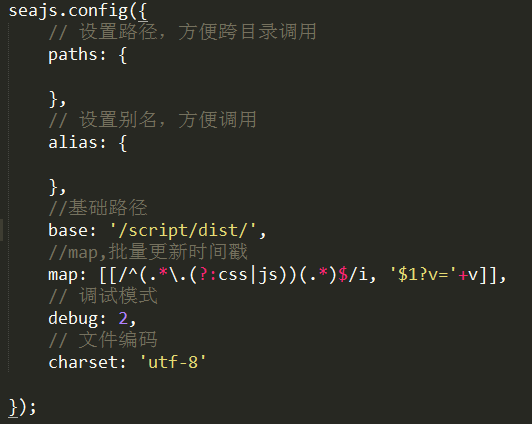 seajs.config({
// 设置路径，方便跨目录调用
paths: {
},
// 设置别名，方便调用
alias: {
},
//基础路径
base: '/script/dist/',
//map,批量更新时间戳
map: [[/^(.*\.(?:css|js))(.*)$/i, '$1?v='+v]],
// 调试模式
debug: 2,
// 文件编码
charset: 'utf-8'
});